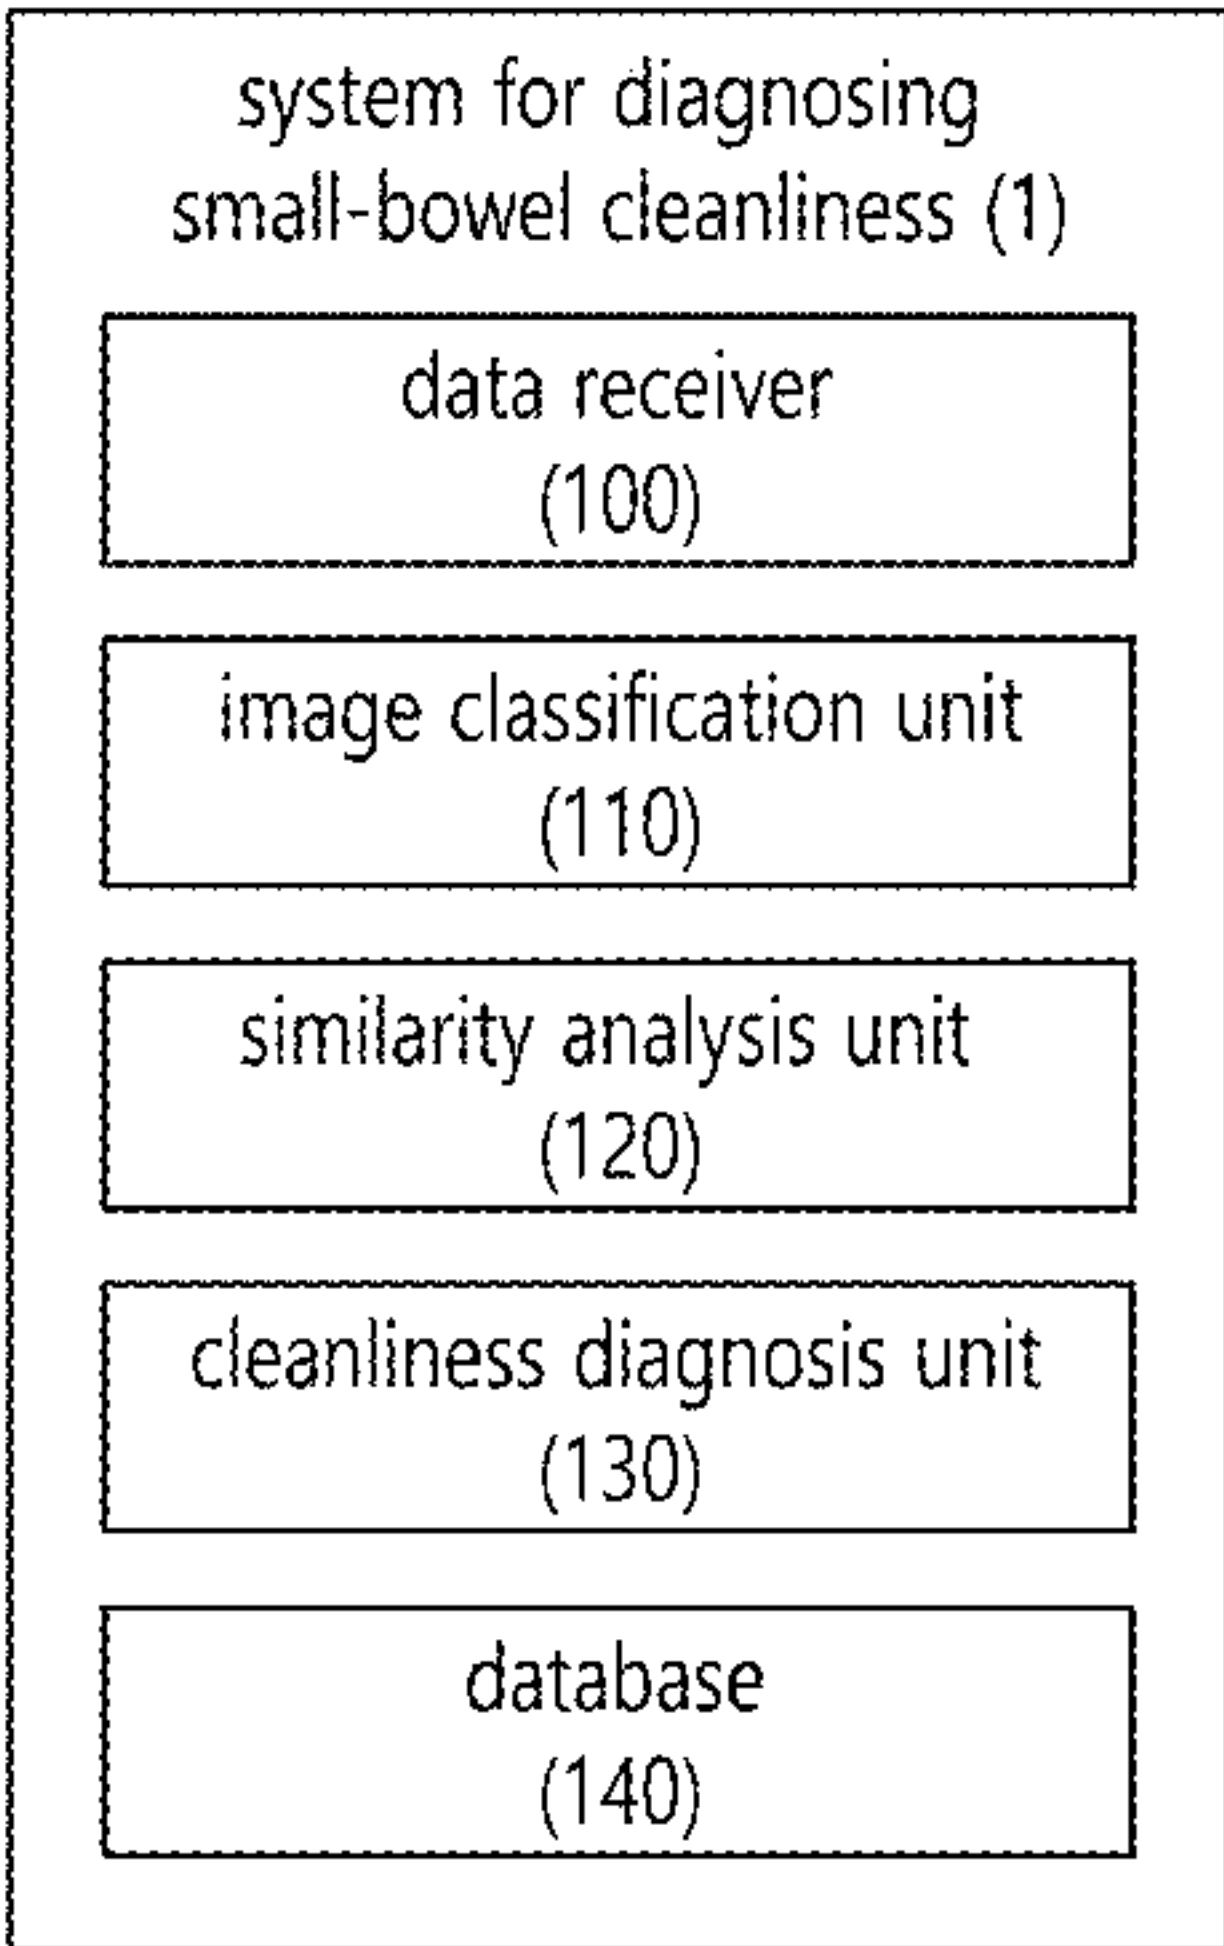 system for diagnosing
small-bowel cleanliness (1)
data receiver
(100)
image classification unit
(110)
similarity analysis unit
(120)
cleanliness diagnosis unit
(130)
database
(140)